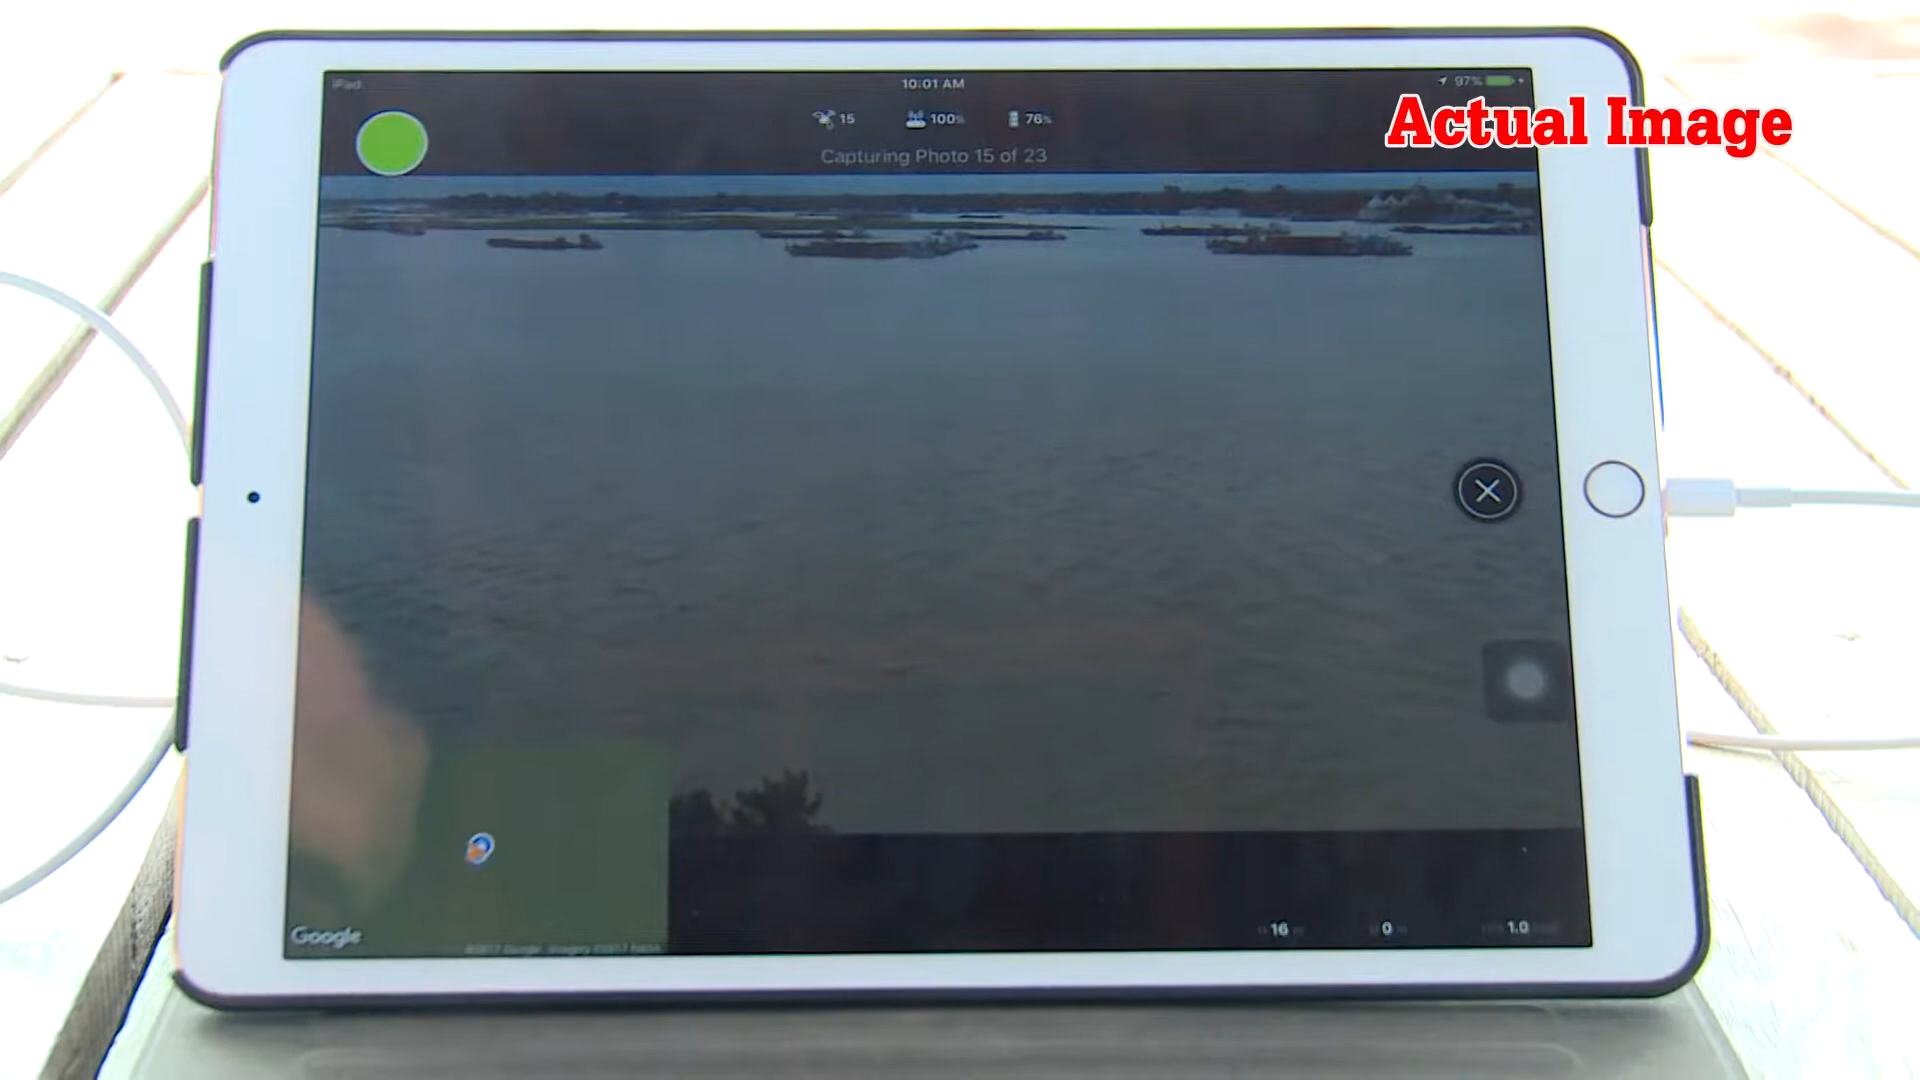 iPad
10:01 AM
97%
Actual Image
15
100%
76%
Capturing Photo 15 of 23
Google
16
0
1.0